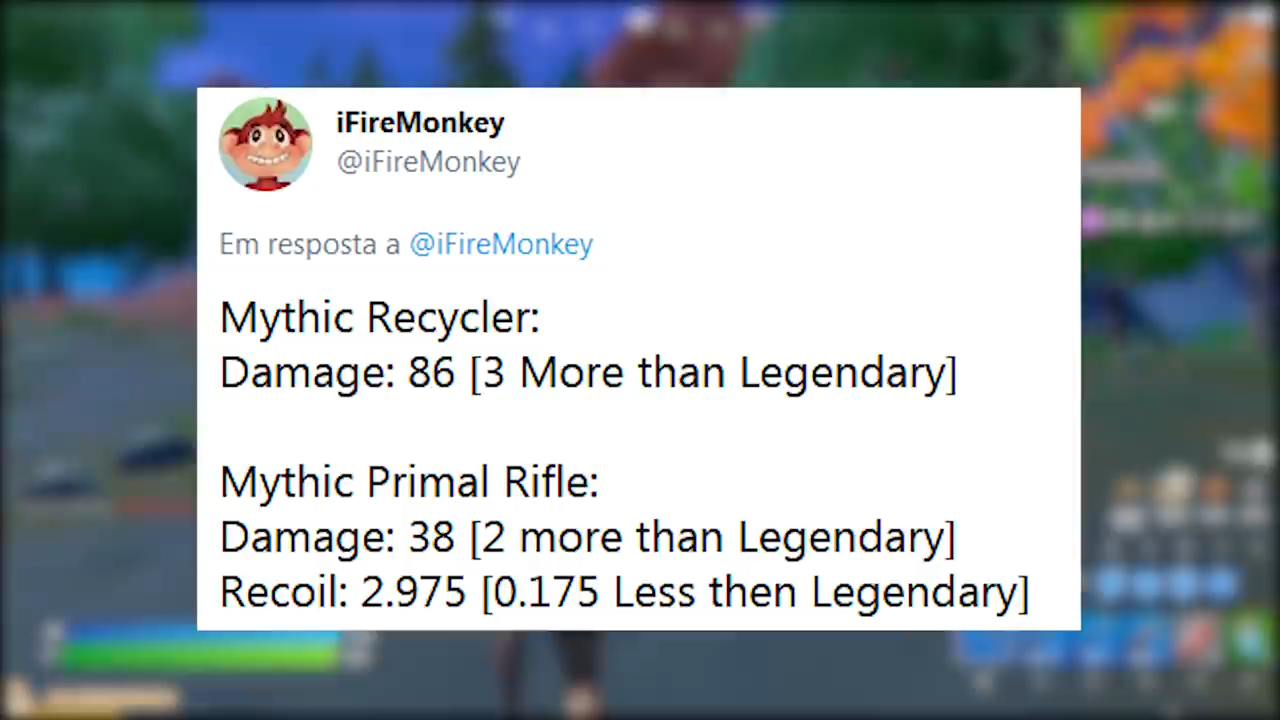 iFireMonkey
@iFireMonkey
Em resposta a @iFireMonkey
Mythic Recycler:
Damage: 86 [3 More than Legendary]
Mythic Primal Rifle:
Damage: 38 [2 more than Legendary]
Recoil: 2.975 [0.175 Less then Legendary]